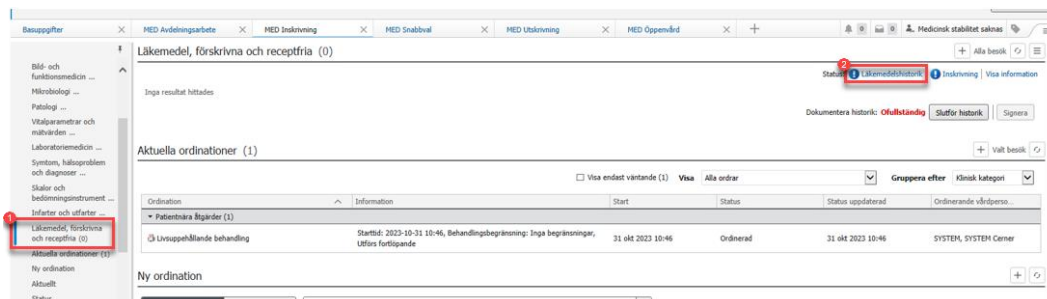 Basuppgifter × MED Avdelningsarbete × MED Inskrivning × MED Snabbval × MED Utskrivning × MED Öppenvård × + 0 0 Medicinsk stabilitet saknas
Läkemedel, förskrivna och receptfria (0) + Alla besök
2
Status: Läkemedelshistorik Inskrivning Visa information
Inga resultat hittades
Dokumentera historik: Ofullständig Slutför historik Signera
Bild- och
funktionsmedicin ...
Mikrobiologi ...
Patologi ...
Vitalparametrar och
mätvärden ...
Laboratoriemedicin ...
Symtom, hälsoproblem
och diagnoser ...
Skalor och
bedömningsinstrument ...
Infarter och utfarter ...
1
Läkemedel, förskrivna
och receptfria (0)
Aktuella ordinationer (1)
Ny ordination
Aktuellt
Status
Aktuella ordinationer (1) + Valt besök
Visa endast väntande (1) Visa Alla ordrar Gruppera efter Klinisk kategori
Ordination Information Start Status Status uppdaterad Ordinerande vårdperso...
Patientnära åtgärder (1)
Livsuppehållande behandling
Starttid: 2023-10-31 10:46, Behandlingsbegränsning: Inga begränsningar,
Utförs fortlöpande
31 okt 2023 10:46 Ordinerad 31 okt 2023 10:46 SYSTEM, SYSTEM Cerner
Ny ordination +